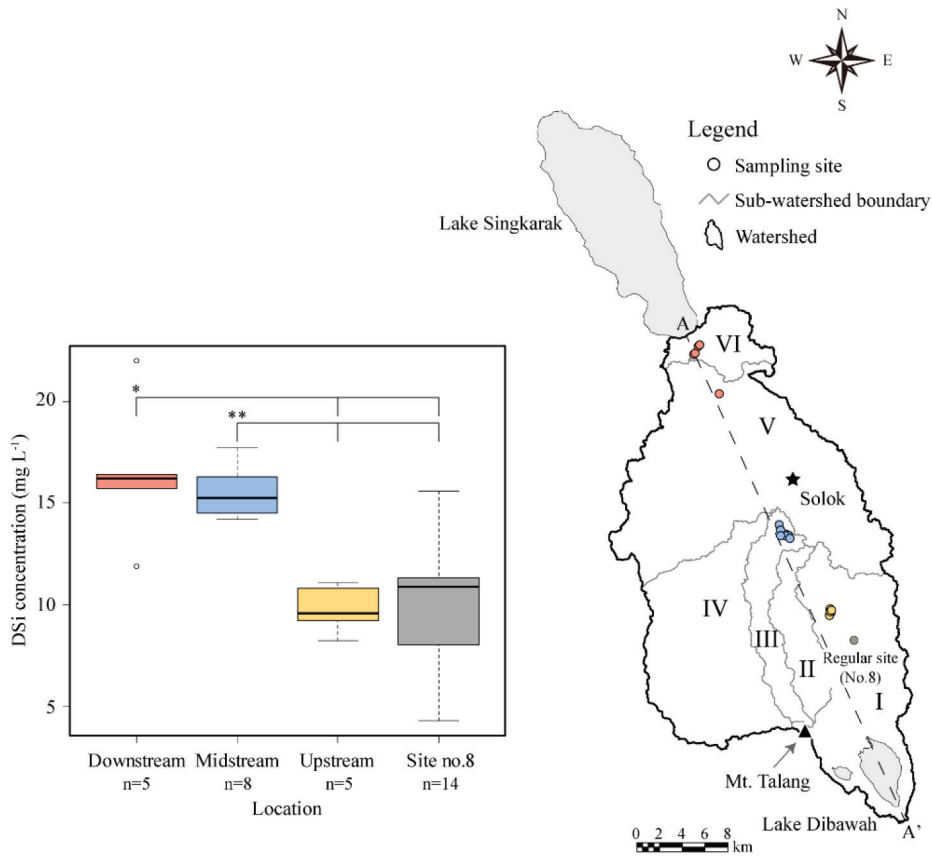 N
W E
S
Legend
Sampling site
Sub-watershed boundary
Watershed
Lake Singkarak
A
VI
V
Solok
IV
III
II
Regular site
(No.8)
I
Mt. Talang
Lake Dibawah
A'
0 2 4 6 8
km
DSi concentration (mg L-1)
20
15
10
5
*
**
Downstream Midstream Upstream Site no.8
n=5 n=8 n=5 n=14
Location